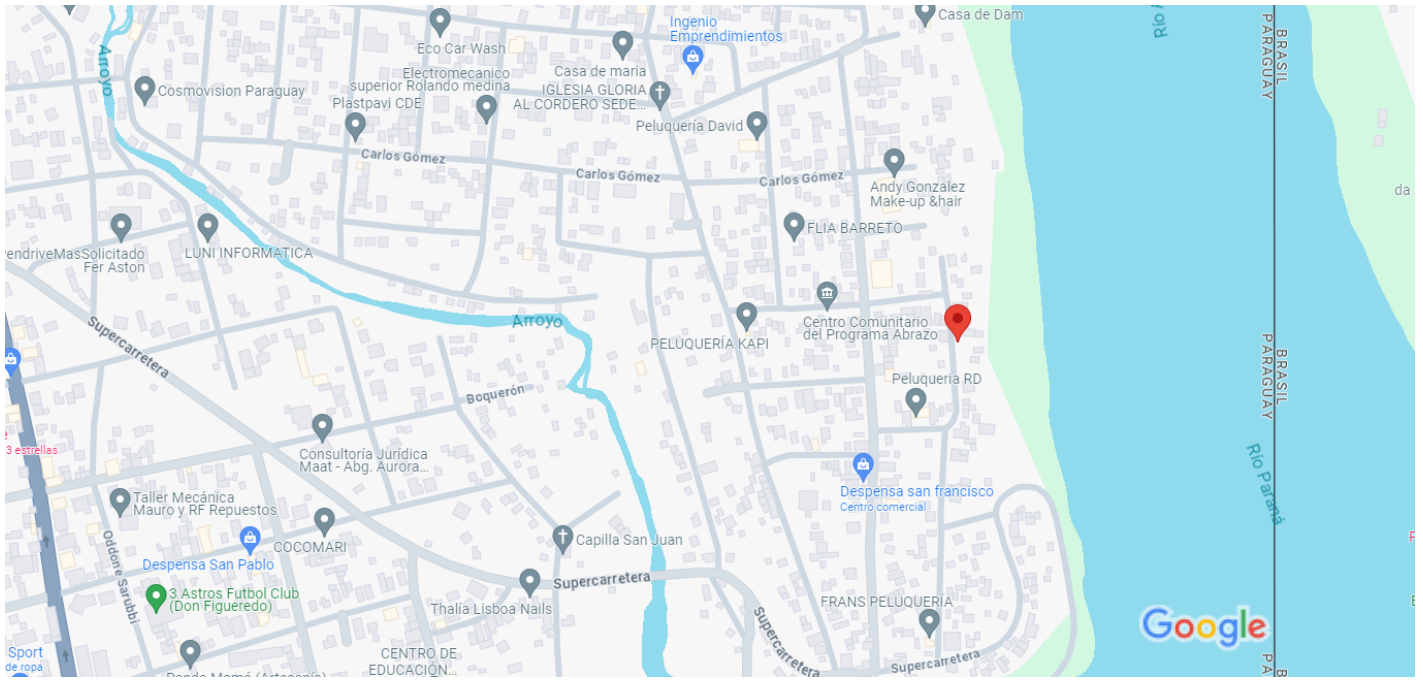 Casa de Dam
Ingenio
Emprendimientos
Eco Car Wash
Arroyo
Casa de maria
Electromecanico
superior Rolando medina
IGLESIA GLORIA
AL CORDERO SEDE...
Cosmovision Paraguay
Plastpavi CDE
Peluquería David
Carlos Gómez
Carlos Gómez
Carlos Gómez
Andy Gonzalez
Make-up &hair
FLIA BARRETO
LUNI INFORMATICA
endriveMasSolicitado
Fer Aston
BRASIL
PARAGUAY
da
Arroyo
Supercarretera
PELUQUERÍA KAPI
Centro Comunitario
del Programa Abrazo
BRASIL
PARAGUAY
Peluqueria RD
Boquerón
3 estrellas
Consultoría Jurídica
Maat - Abg. Aurora...
Río Paraná
Despensa san francisco
Centro comercial
Taller Mecánica
Mauro y RF Repuestos
COCOMARI
Capilla San Juan
Oddone Sarubi
Despensa San Pablo
Supercarretera
3 Astros Futbol Club
(Don Figueredo)
Thalía Lisboa Nails
FRANS PELUQUERÍA
Supercarretera
Google
Sport
de ropa
CENTRO DE
EDUCACIÓN...
Supercarretera